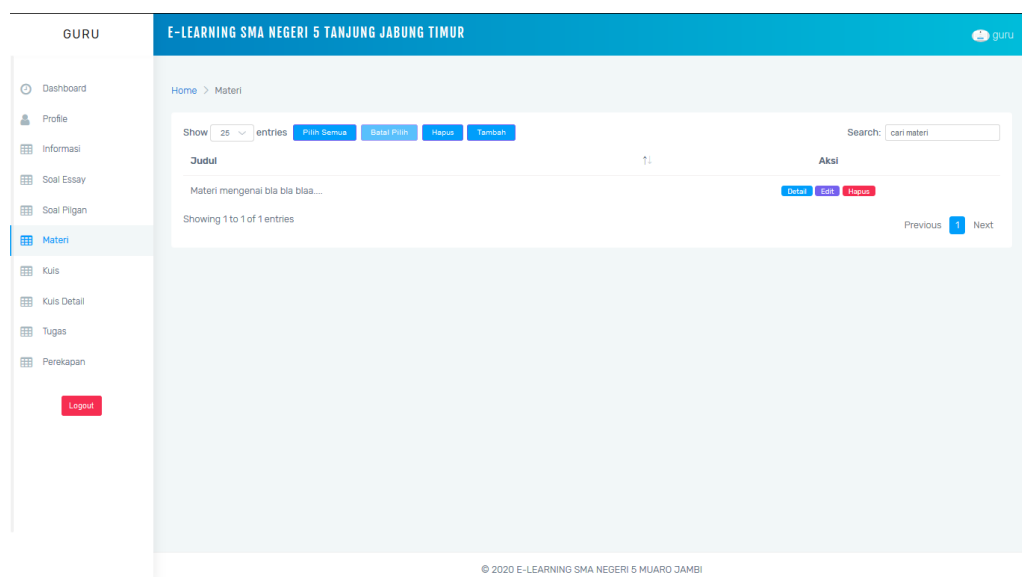 GURU
E-LEARNING SMA NEGERI 5 TANJUNG JABUNG TIMUR
guru
Dashboard
Profile
Informasi
Soal Essay
Soal Pilgan
Materi
Kuis
Kuis Detail
Tugas
Perekapan
Logout
Home > Materi
Show 25 entries Pilih Semua Batal Pilih Hapus Tambah Search: cari materi
Judul Aksi
Materi mengenai bla bla blaa.... Detail Edit Hapus
Showing 1 to 1 of 1 entries
Previous 1 Next
© 2020 E-LEARNING SMA NEGERI 5 MUARO JAMBI